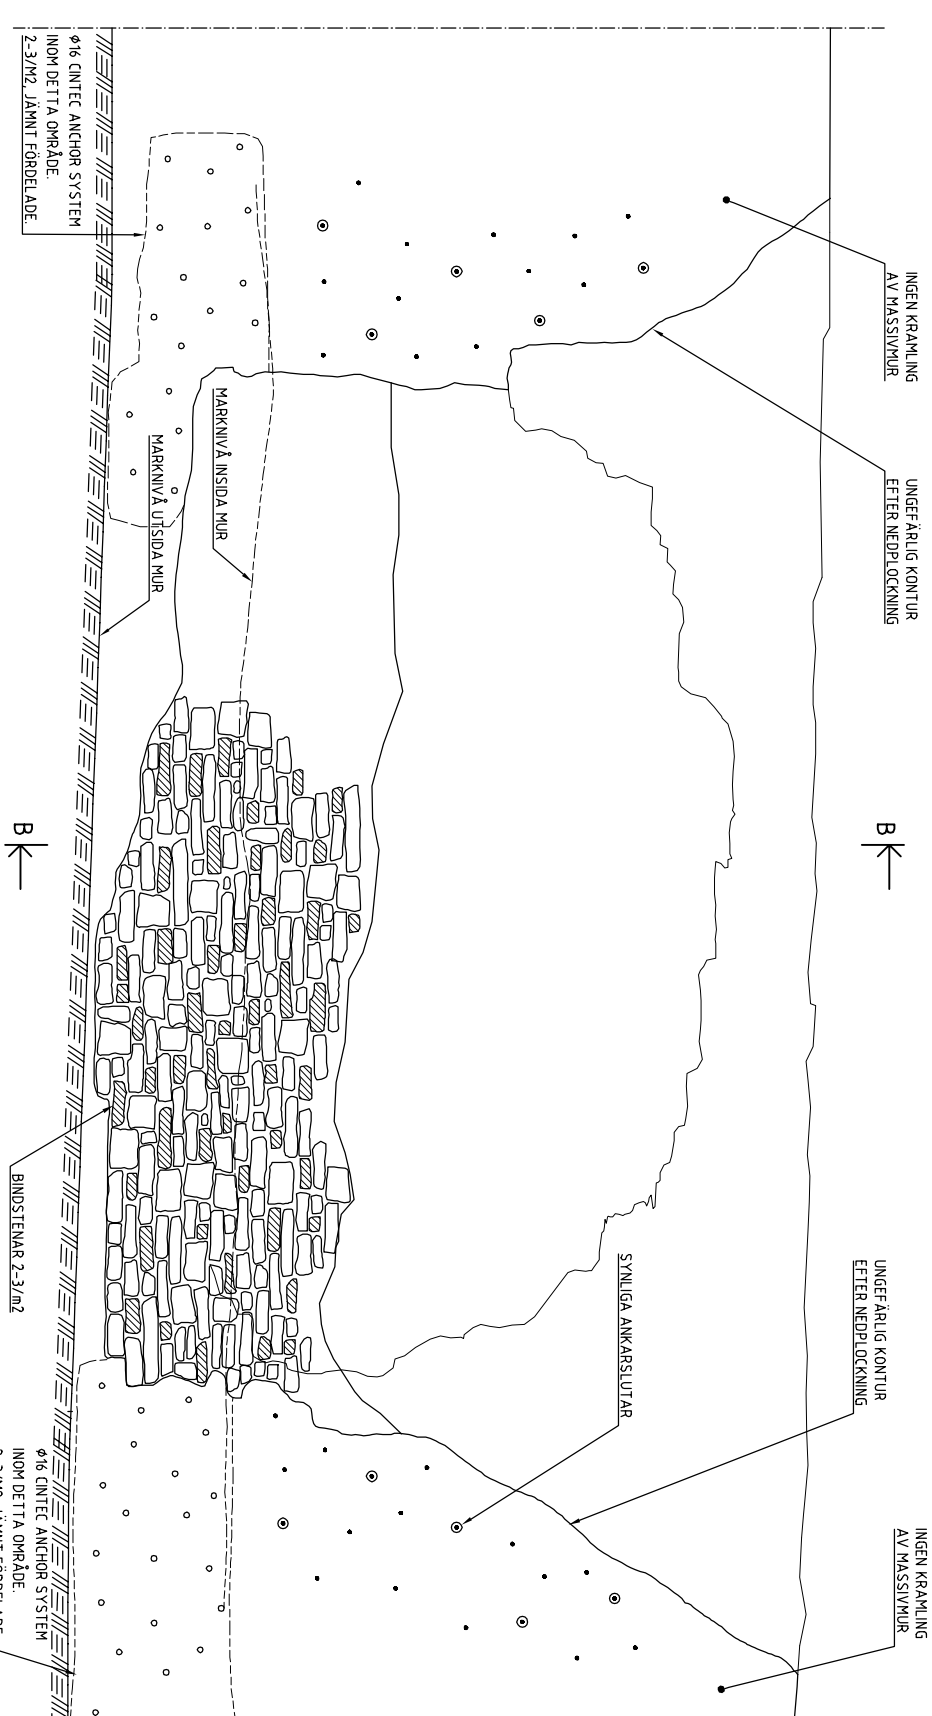 INGEN KRAMLING
AV MASSIVMUR
UNGEFÄRLIG KONTUR
EFTER NEDPLOCKNING
B
UNGEFÄRLIG KONTUR
EFTER NEDPLOCKNING
INGEN KRAMLING
AV MASSIVMUR
SYNLIGA ANKARSLUTAR
MARKNIVÅ INSIDA MUR
MARKNIVÅ UTSIDA MUR
Ø16 CINTEC ANCHOR SYSTEM
INOM DETTA OMRÅDE.
2-3/M2, JÄMNT FÖRDELADE.
B
BINDSTENAR 2-3/m2
Ø16 CINTEC ANCHOR SYSTEM
INOM DETTA OMRÅDE.